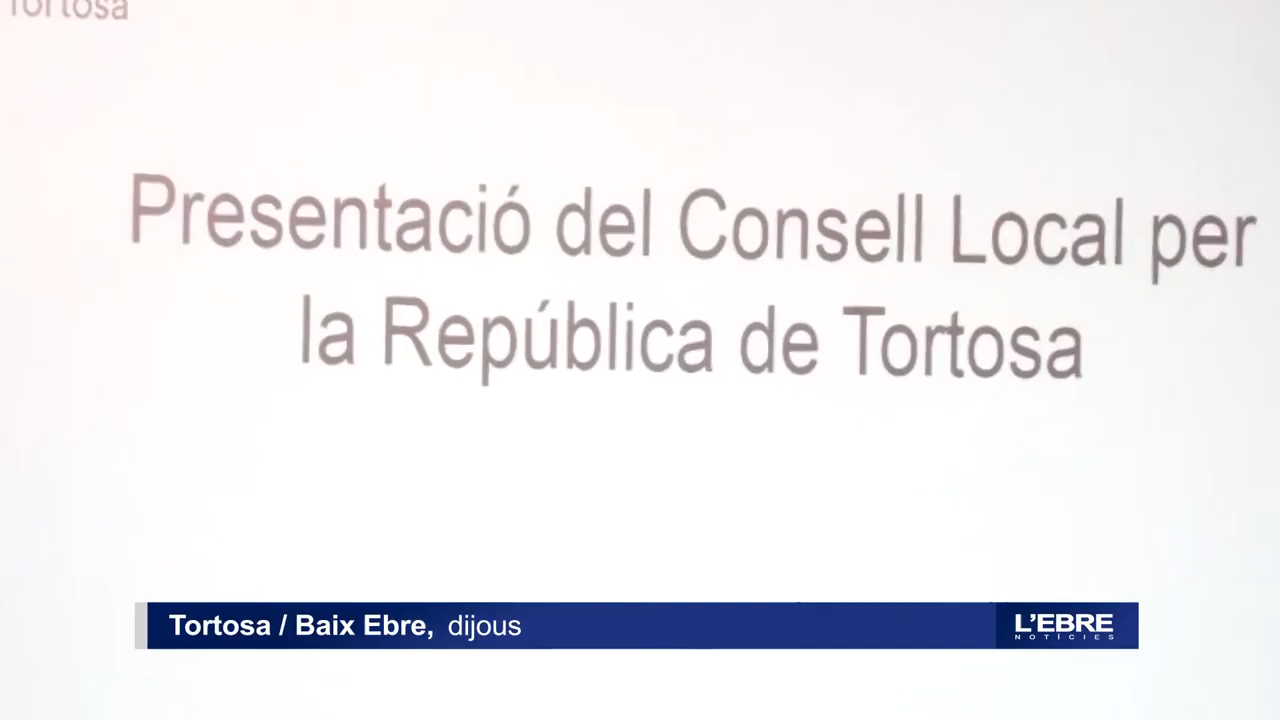 Tortosa
Presentació del Consell Local per
la República de Tortosa
Tortosa / Baix Ebre, dijous
L'EBRE
NOTÍCIES